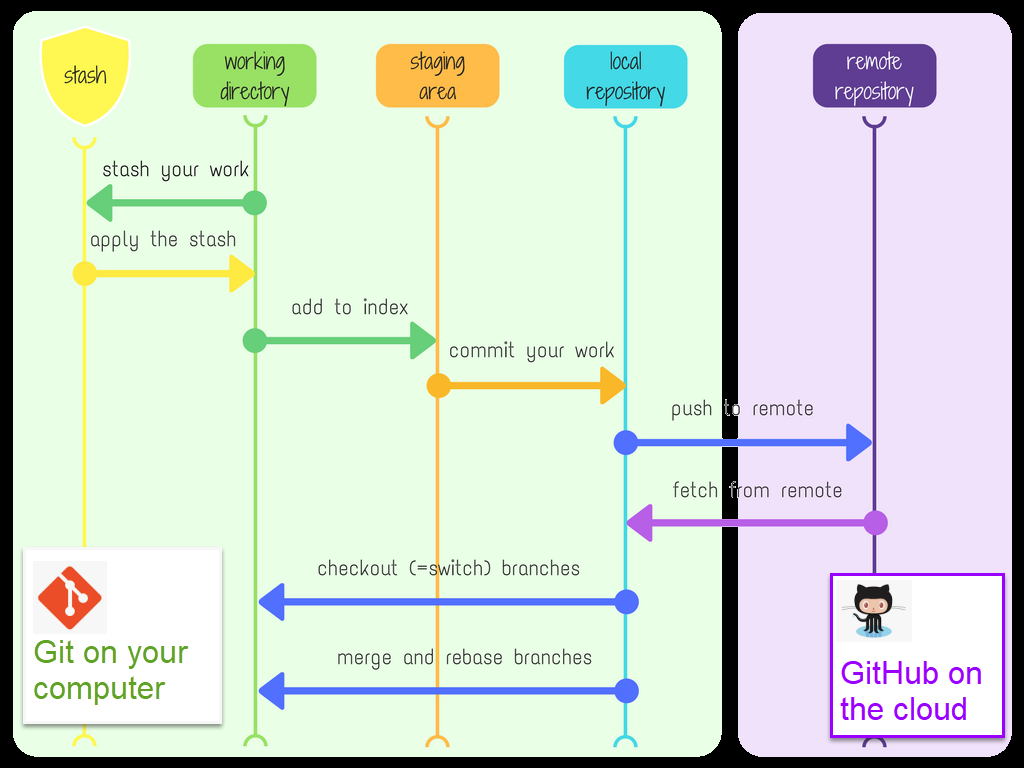 stash
working
directory
staging
area
local
repository
remote
repository
stash your work
apply the stash
add to index
commit your work
push to remote
fetch from remote
checkout (=switch) branches
merge and rebase branches
Git on your
computer
GitHub on
the cloud